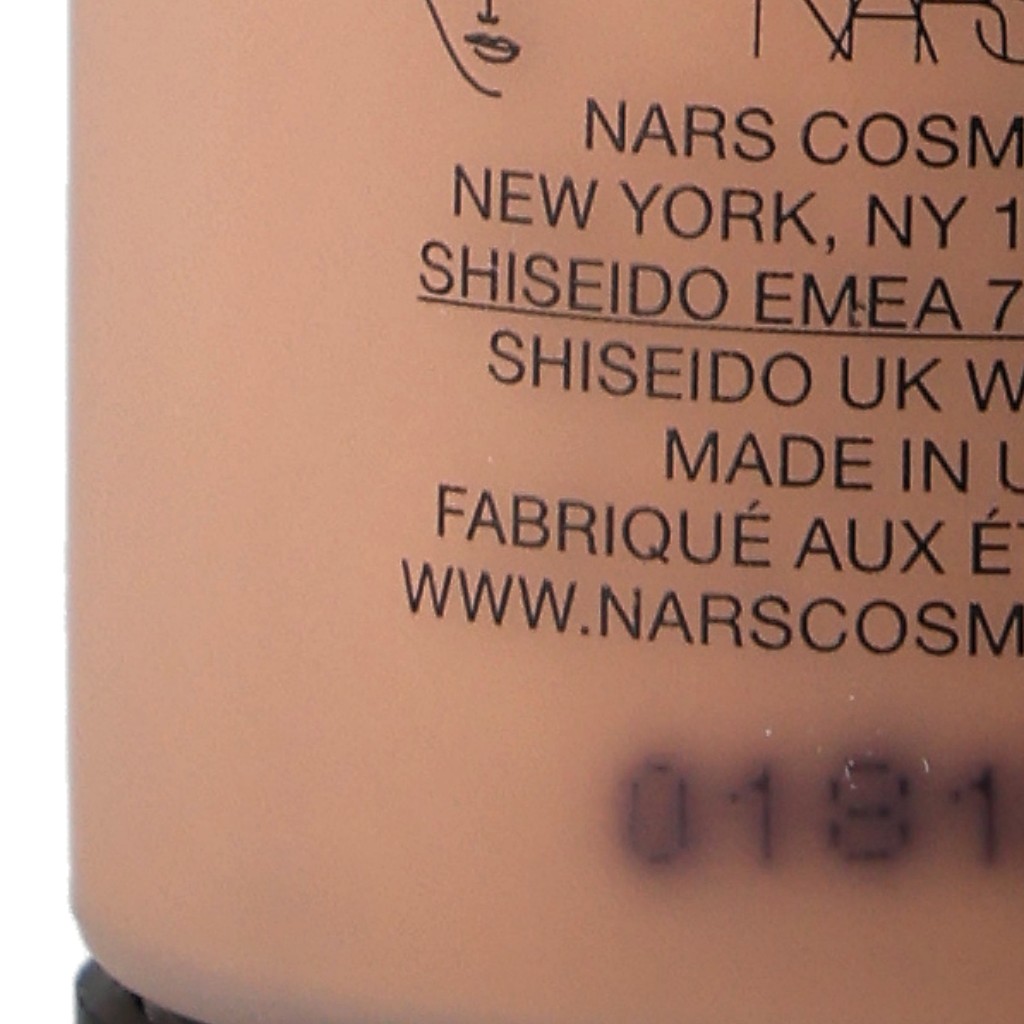 NARS
NARS COSM
NEW YORK, NY 1
SHISEIDO EMEA 7
SHISEIDO UK W
MADE IN U
FABRIQUÉ AUX ÉT
WWW.NARSCOSM
0181